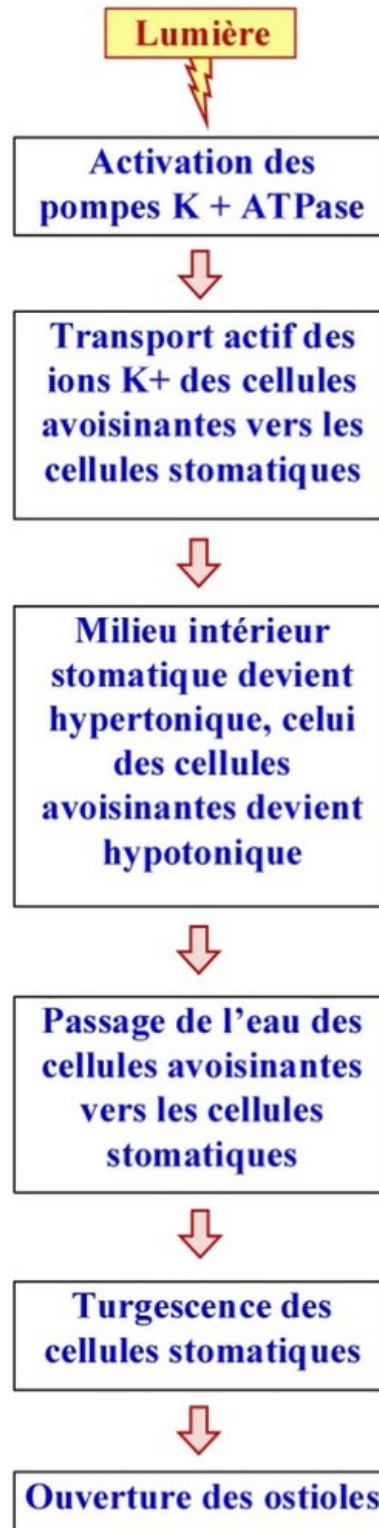 Lumière
Activation des
pompes K + ATPase
Transport actif des
ions K+ des cellules
avoisinantes vers les
cellules stomatiques
Milieu intérieur
stomatique devient
hypertonique, celui
des cellules
avoisinantes devient
hypotonique
Passage de l’eau des
cellules avoisinantes
vers les cellules
stomatiques
Turgescence des
cellules stomatiques
Ouverture des ostioles